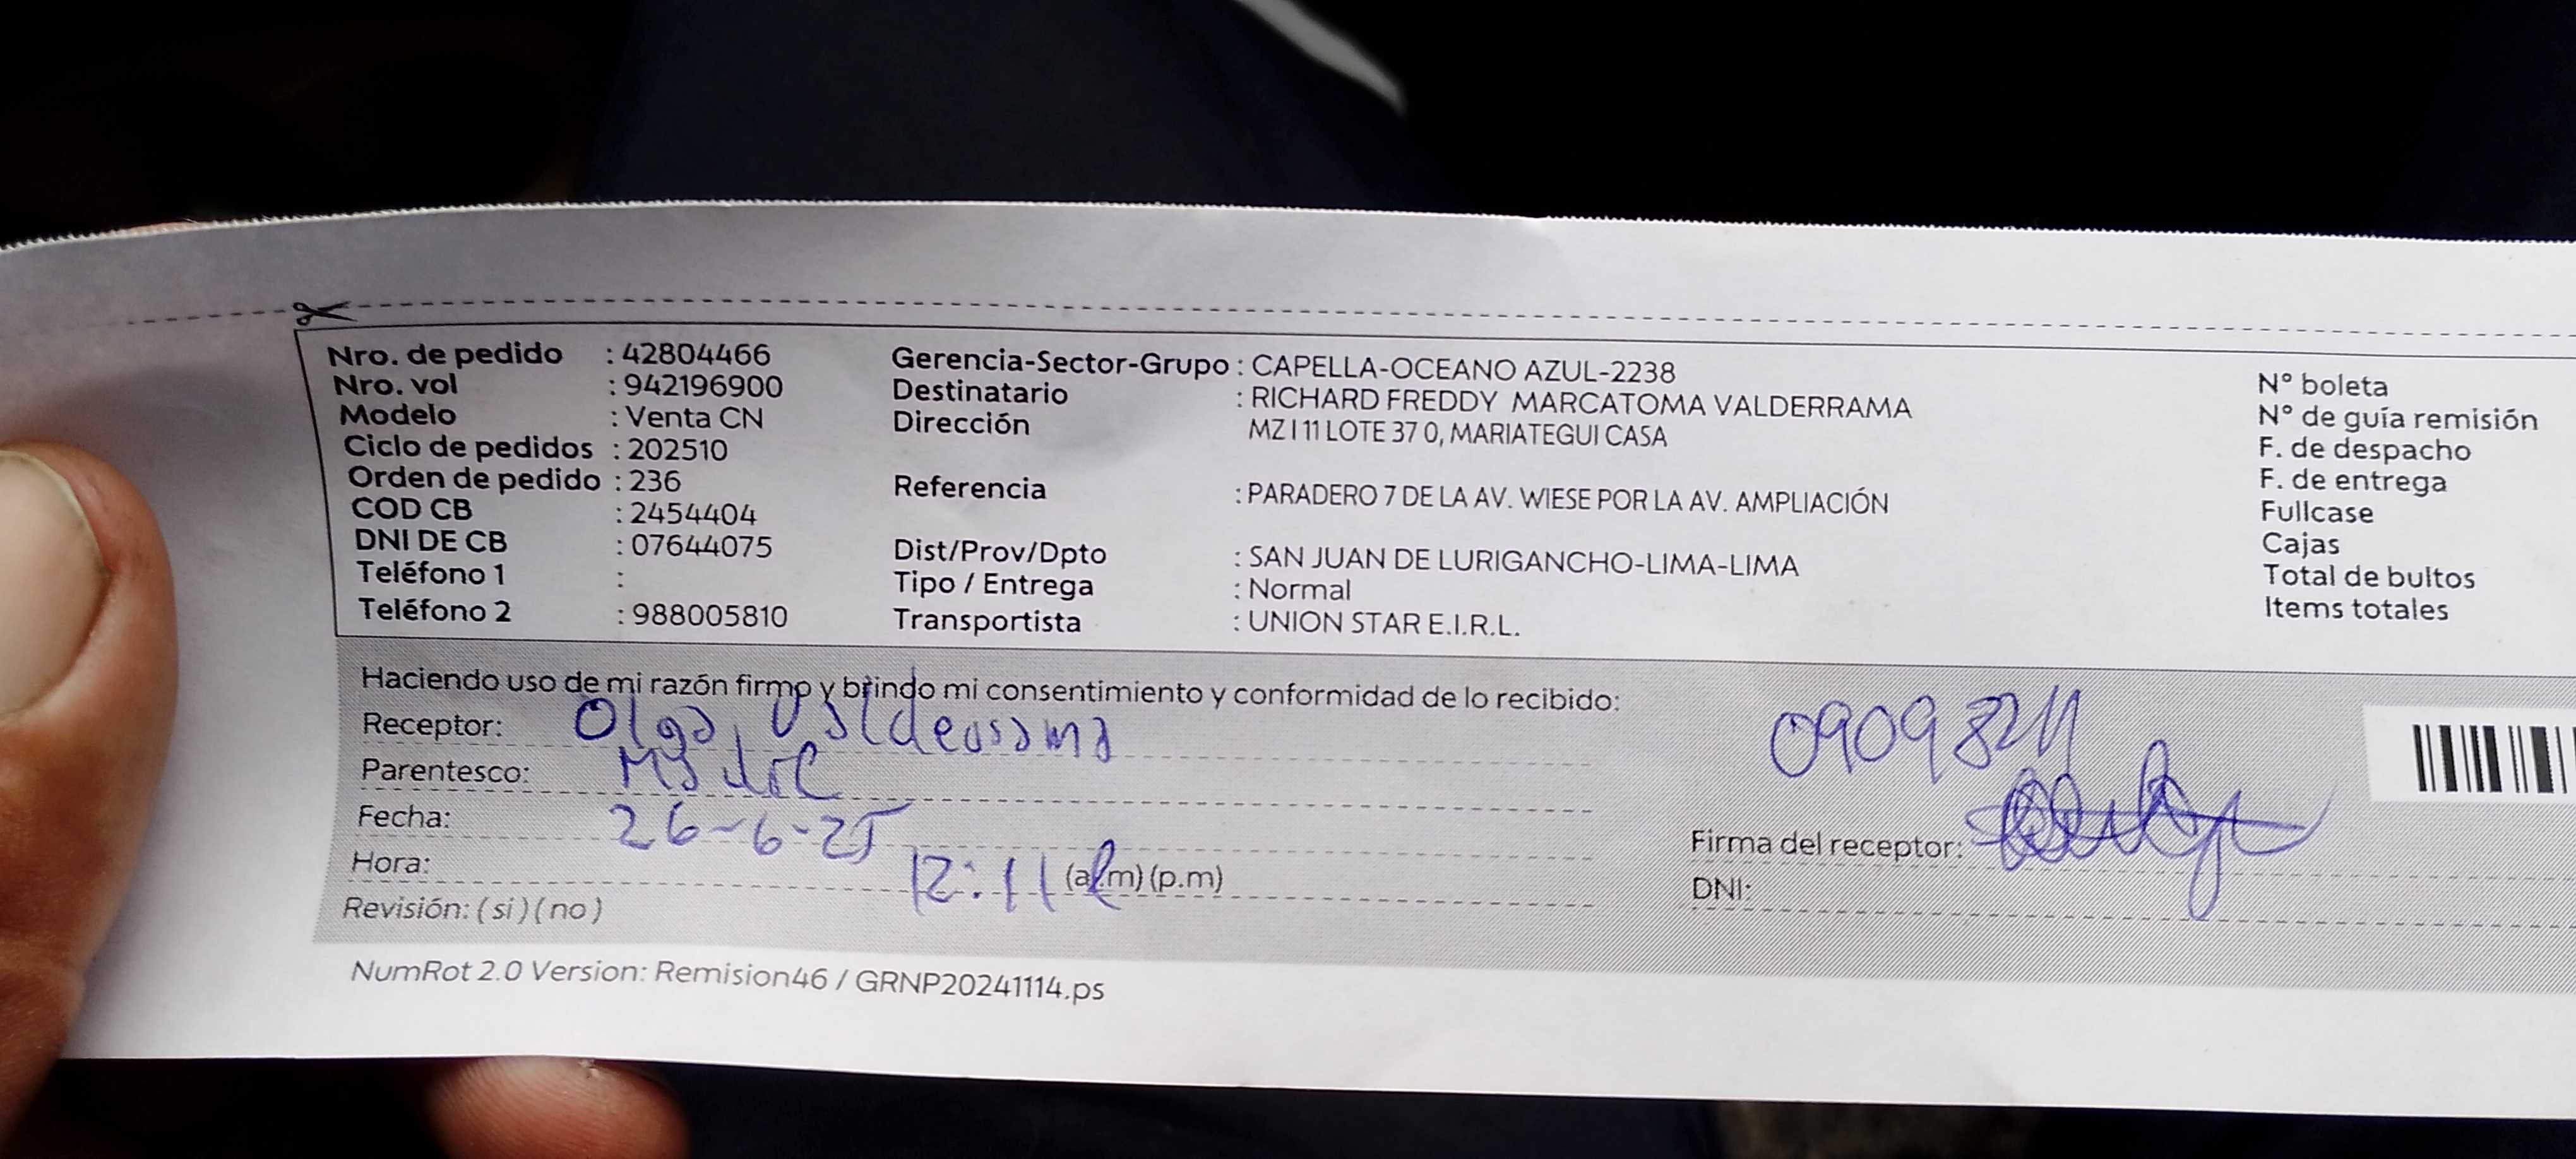 Nro. de pedido : 42804466
Nro. vol : 942196900
Modelo : Venta CN
Ciclo de pedidos : 202510
Orden de pedido : 236
COD CB : 2454404
DNI DE CB : 07644075
Teléfono 1 :
Teléfono 2 : 988005810
Gerencia-Sector-Grupo : CAPELLA-OCEANO AZUL-2238
Destinatario : RICHARD FREDDY MARCATOMA VALDERRAMA
Dirección MZ I 11 LOTE 37 0, MARIATEGUI CASA
Referencia : PARADERO 7 DE LA AV. WIESE POR LA AV. AMPLIACIÓN
Dist/Prov/Dpto : SAN JUAN DE LURIGANCHO-LIMA-LIMA
Tipo / Entrega : Normal
Transportista : UNION STAR E.I.R.L.
N° boleta
N° de guía remisión
F. de despacho
F. de entrega
Fullcase
Cajas
Total de bultos
Items totales
Haciendo uso de mi razón firmo y brindo mi consentimiento y conformidad de lo recibido:
Receptor: Olga
Parentesco:
Fecha: 26-6-25
Hora: 12:11 (a.m) (p.m)
Revisión: ( si ) ( no )
Firma del receptor:
DNI:
NumRot 2.0 Version: Remision46 / GRNP20241114.ps